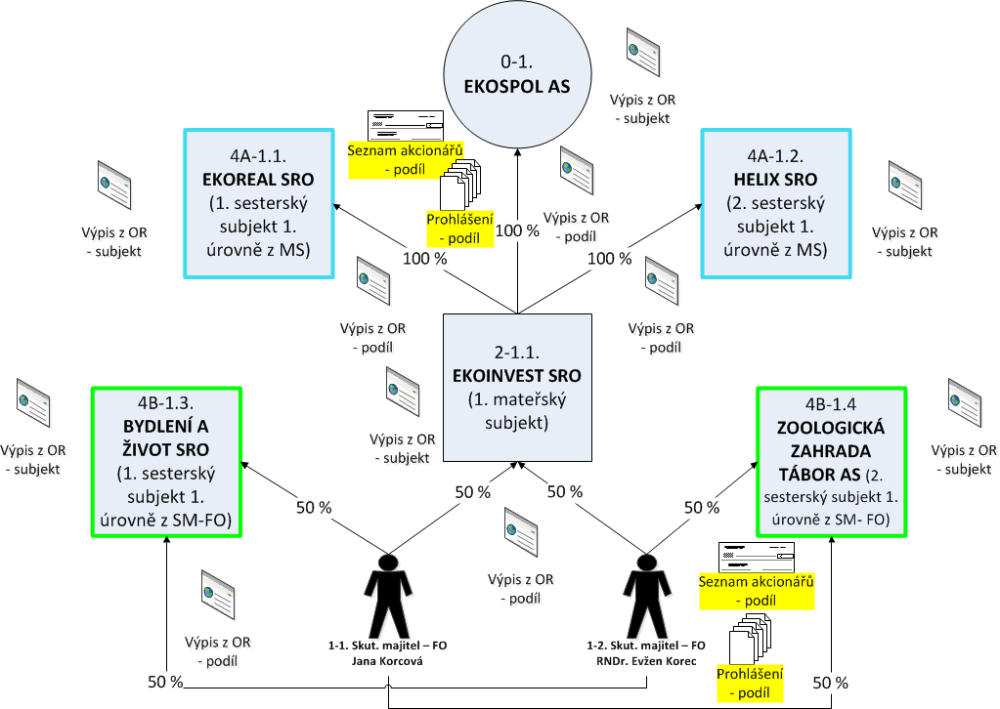 0-1.
EKOSPOL AS
Výpis z OR
- subjekt
4A-1.1.
EKOREAL SRO
(1. sesterský
subjekt 1.
úrovně z MS)
Výpis z OR
- subjekt
Seznam akcionářů
- podíl
Prohlášení
- podíl
100 %
Výpis z OR
- podíl
4A-1.2.
HELIX SRO
(2. sesterský
subjekt 1.
úrovně z MS)
Výpis z OR
- subjekt
100 %
100 %
Výpis z OR
- podíl
Výpis z OR
- podíl
2-1.1.
EKOINVEST SRO
(1. mateřský
subjekt)
Výpis z OR
- subjekt
4B-1.3.
BYDLENÍ A
ŽIVOT SRO
(1. sesterský
subjekt 1.
úrovně z SM-FO)
Výpis z OR
- subjekt
4B-1.4
ZOOLOGICKÁ
ZAHRADA
TÁBOR AS (2.
sesterský subjekt 1.
úrovně z SM- FO)
Výpis z OR
- subjekt
50 %
50 %
50 %
50 %
Výpis z OR
- podíl
Seznam akcionářů
- podíl
Prohlášení
- podíl
Výpis z OR
- podíl
1-1. Skut. majitel – FO
Jana Korcová
1-2. Skut. majitel – FO
RNDr. Evžen Korec
50 %
50 %